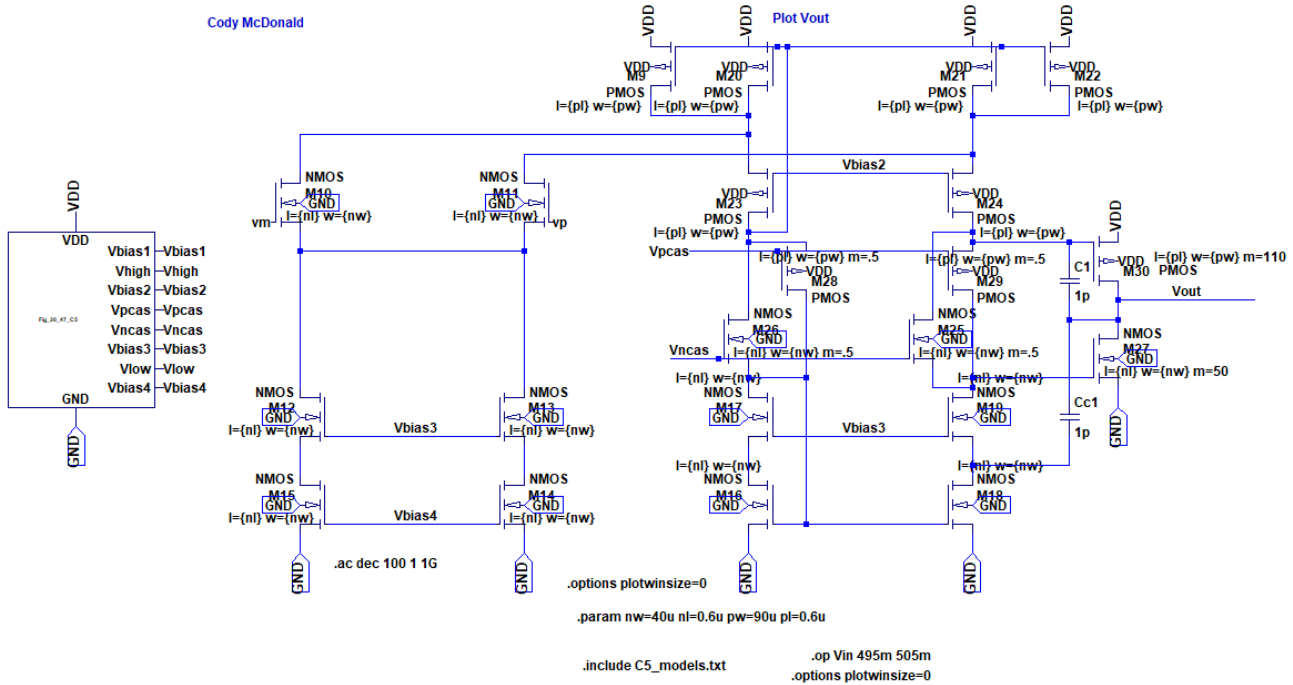 Cody McDonald
Plot Vout
VDD
VDD
VDD
VDD
VDD
M9
VDD
M20
VDD
M21
VDD
M22
PMOS
PMOS
PMOS
l={pl} w={pw}
l={pl} w={pw}
l={pl} w={pw}
l={pl} w={pw}
NMOS
M10
GND
l={nl} w={nw}
vm
NMOS
M11
GND
l={nl} w={nw}
vp
Vbias2
VDD
M23
PMOS
l={pl} w={pw}
VDD
M24
PMOS
l={pl} w={pw}
VDD
VDD
Vbias1
Vbias1
Vhigh
Vhigh
Vbias2
Vbias2
Vpcas
Vpcas
Vncas
Vncas
Vbias3
Vbias3
Vlow
Vlow
Vbias4
Vbias4
GND
GND
Fig_20_47_C5
Vpcas
l={pl} w={pw} m=.5
VDD
M28
PMOS
l={pl} w={pw} m=.5
VDD
M29
PMOS
C1
1p
VDD
VDD
M30
PMOS
l={pl} w={pw} m=110
Vout
NMOS
M26
GND
l={nl} w={nw} m=.5
Vncas
NMOS
M25
GND
l={nl} w={nw} m=.5
NMOS
M27
GND
l={nl} w={nw} m=50
NMOS
M12
GND
l={nl} w={nw}
Vbias3
NMOS
M13
GND
l={nl} w={nw}
l={nl} w={nw}
NMOS
M17
GND
Vbias3
l={nl} w={nw}
NMOS
M19
GND
Cc1
1p
GND
NMOS
M15
GND
l={nl} w={nw}
Vbias4
NMOS
M14
GND
l={nl} w={nw}
l={nl} w={nw}
NMOS
M16
GND
Vbias4
l={nl} w={nw}
NMOS
M18
GND
GND
GND
GND
GND
.ac dec 100 1 1G
.options plotwinsize=0
.param nw=40u nl=0.6u pw=90u pl=0.6u
.include C5_models.txt
.op Vin 495m 505m
.options plotwinsize=0